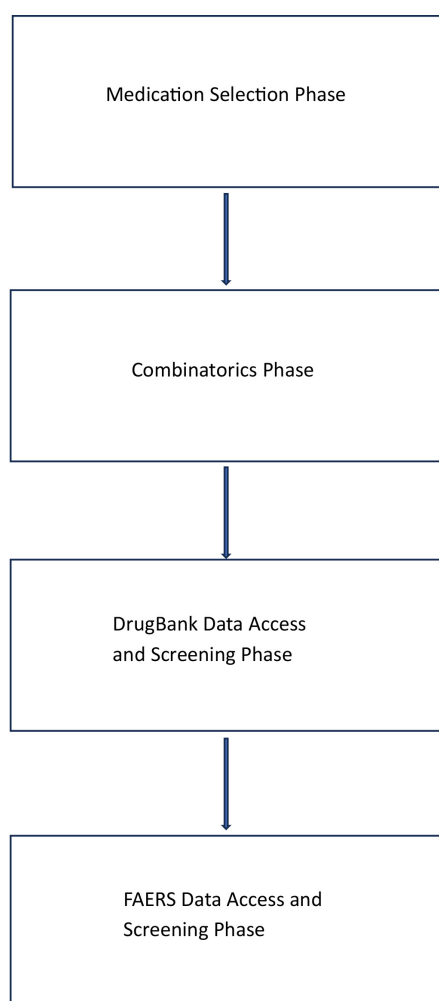 Medication Selection Phase
Combinatorics Phase
DrugBank Data Access
and Screening Phase
FAERS Data Access and
Screening Phase